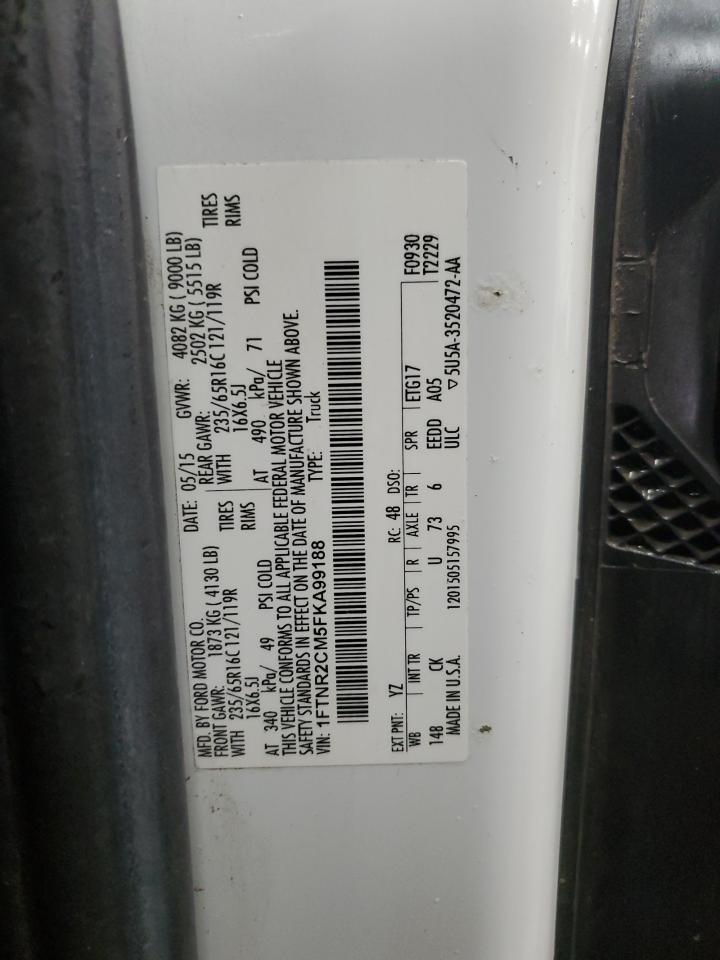 MFD. BY FORD MOTOR CO. DATE: 05/15 GVWR: 4082 KG ( 9000 LB)
FRONT GAWR: 1873 KG ( 4130 LB) REAR GAWR: 2502 KG ( 5515 LB)
WITH 235/65R16C 121/119R TIRES WITH 235/65R16C 121/119R TIRES
16X6.5J RIMS 16X6.5J RIMS
AT 340 kPa/ 49 PSI COLD AT 490 kPa/ 71 PSI COLD
THIS VEHICLE CONFORMS TO ALL APPLICABLE FEDERAL MOTOR VEHICLE
SAFETY STANDARDS IN EFFECT ON THE DATE OF MANUFACTURE SHOWN ABOVE.
VIN: 1FTNR2CM5FKA99188 TYPE: Truck
EXT PNT: YZ RC: 48 DSO: F0930
WB INT TR TP/PS R AXLE TR SPR ETG17 T2229
148 CK U 73 6 EEDD A05
MADE IN U.S.A. 1201505157995 ULC ▽5U5A-3520472-AA